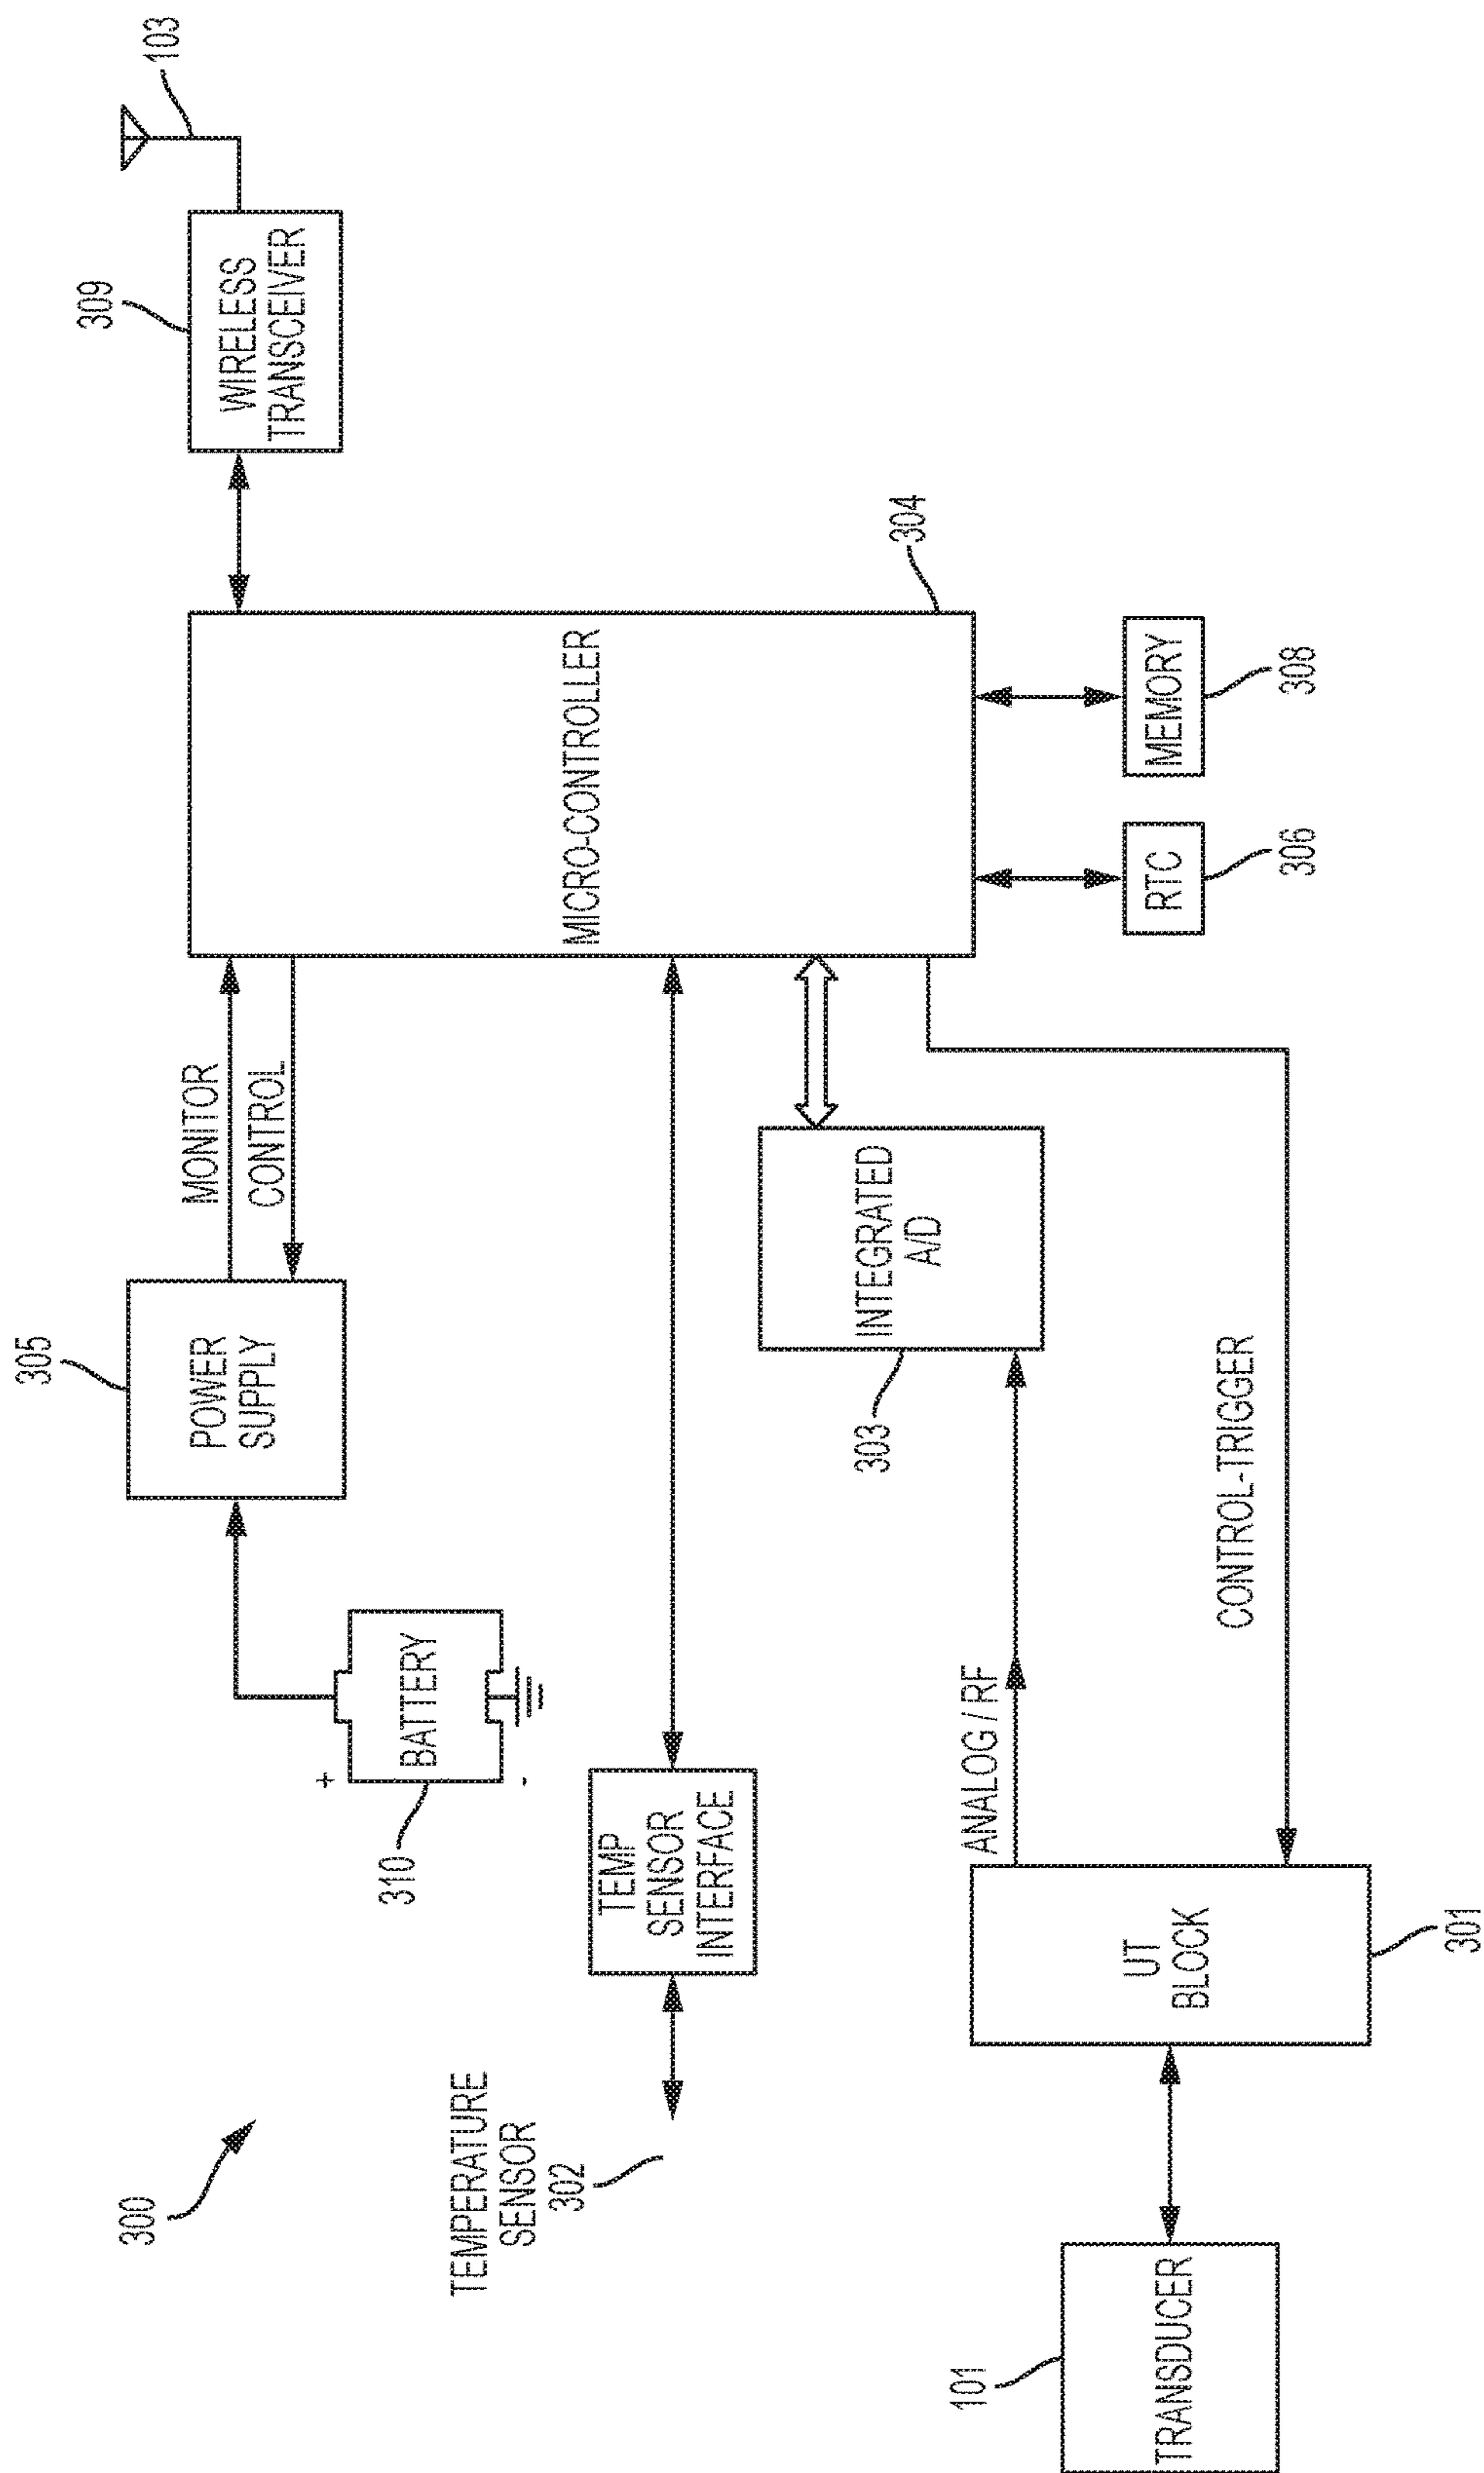 300
305
POWER
SUPPLY
MONITOR
CONTROL
309
WIRELESS
TRANSCEIVER
103
+
BATTERY
-
310
TEMPERATURE
SENSOR
302
TEMP
SENSOR
INTERFACE
MICRO-CONTROLLER
304
INTEGRATED
A/D
303
ANALOG / RF
CONTROL-TRIGGER
101
TRANSDUCER
UT
BLOCK
301
RTC
306
MEMORY
308